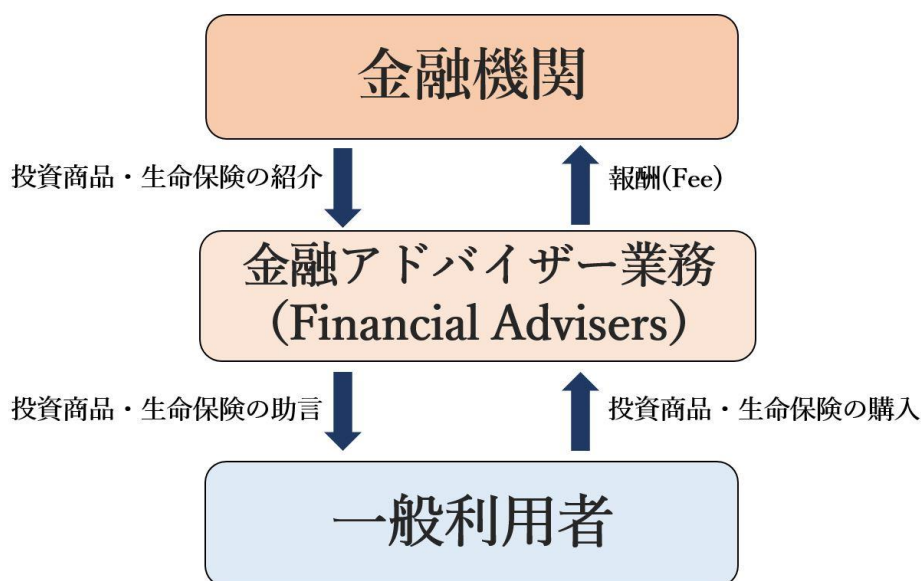 金融機関
投資商品・生命保険の紹介
報酬(Fee)
金融アドバイザー業務
(Financial Advisers)
投資商品・生命保険の助言
投資商品・生命保険の購入
一般利用者